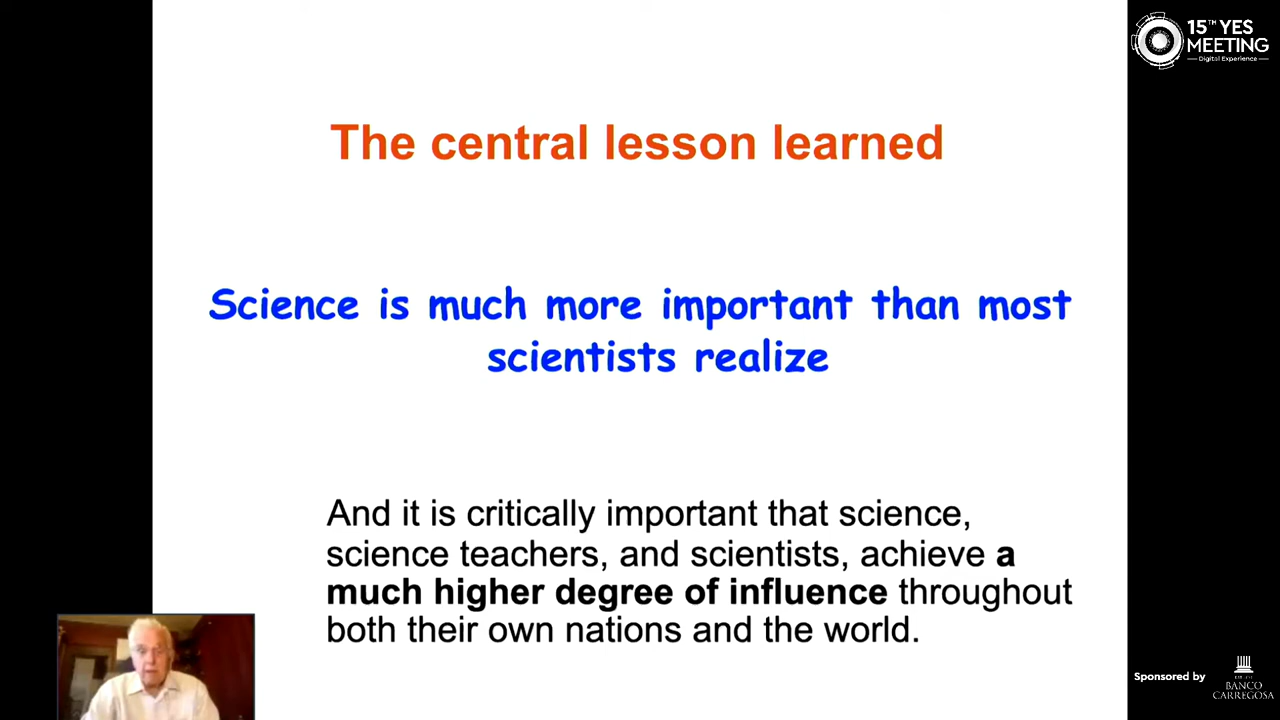 15TH YES
MEETING
Digital Experience
The central lesson learned
Science is much more important than most
scientists realize
And it is critically important that science,
science teachers, and scientists, achieve a
much higher degree of influence throughout
both their own nations and the world.
Sponsored by
BANCO
CARREGOSA